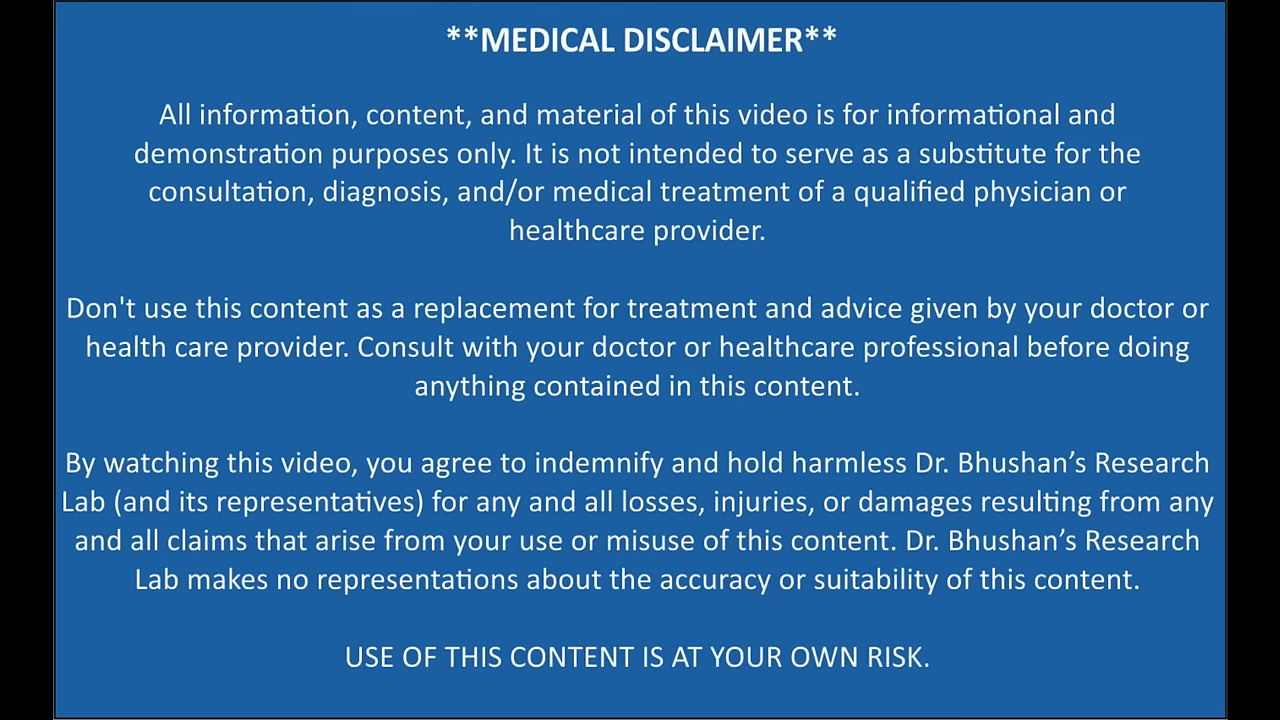 **MEDICAL DISCLAIMER**
All information, content, and material of this video is for informational and
demonstration purposes only. It is not intended to serve as a substitute for the
consultation, diagnosis, and/or medical treatment of a qualified physician or
healthcare provider.
Don't use this content as a replacement for treatment and advice given by your doctor or
health care provider. Consult with your doctor or healthcare professional before doing
anything contained in this content.
By watching this video, you agree to indemnify and hold harmless Dr. Bhushan’s Research
Lab (and its representatives) for any and all losses, injuries, or damages resulting from any
and all claims that arise from your use or misuse of this content. Dr. Bhushan’s Research
Lab makes no representations about the accuracy or suitability of this content.
USE OF THIS CONTENT IS AT YOUR OWN RISK.